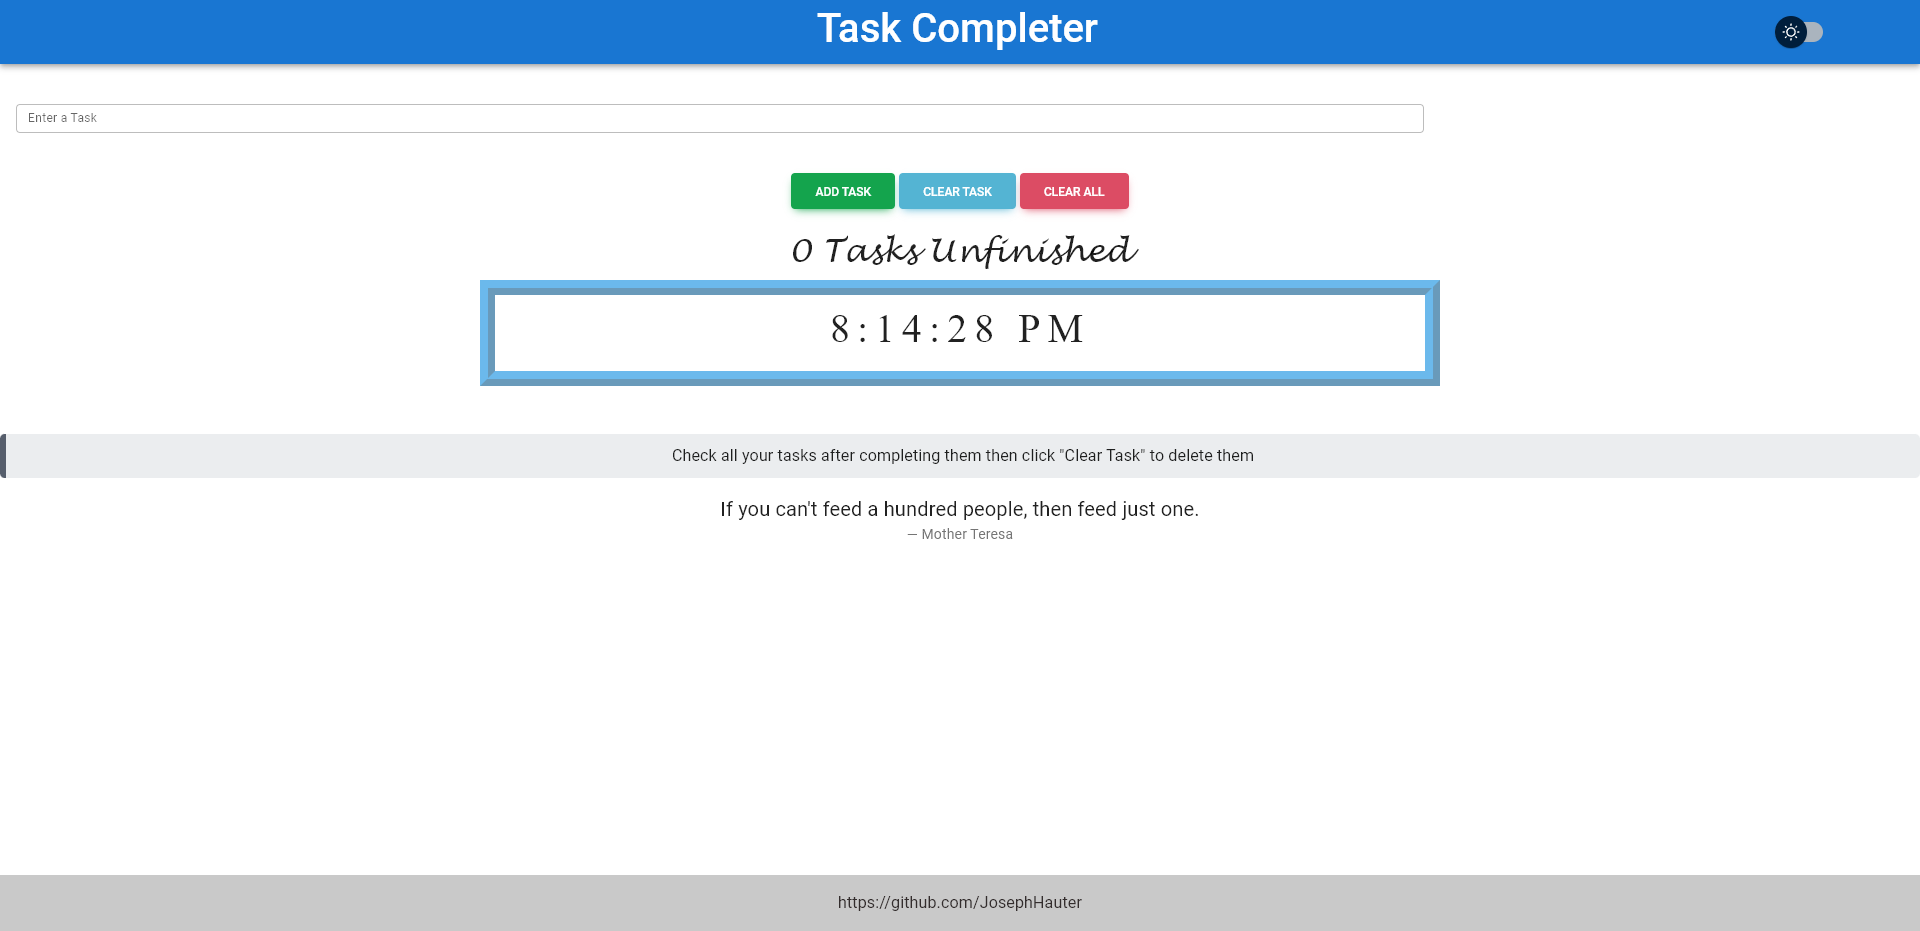 Task Completer
Enter a Task
ADD TASK CLEAR TASK CLEAR ALL
0 Tasks Unfinished
8:14:28 PM
Check all your tasks after completing them then click "Clear Task" to delete them
If you can't feed a hundred people, then feed just one.
— Mother Teresa
https://github.com/JosephHauter